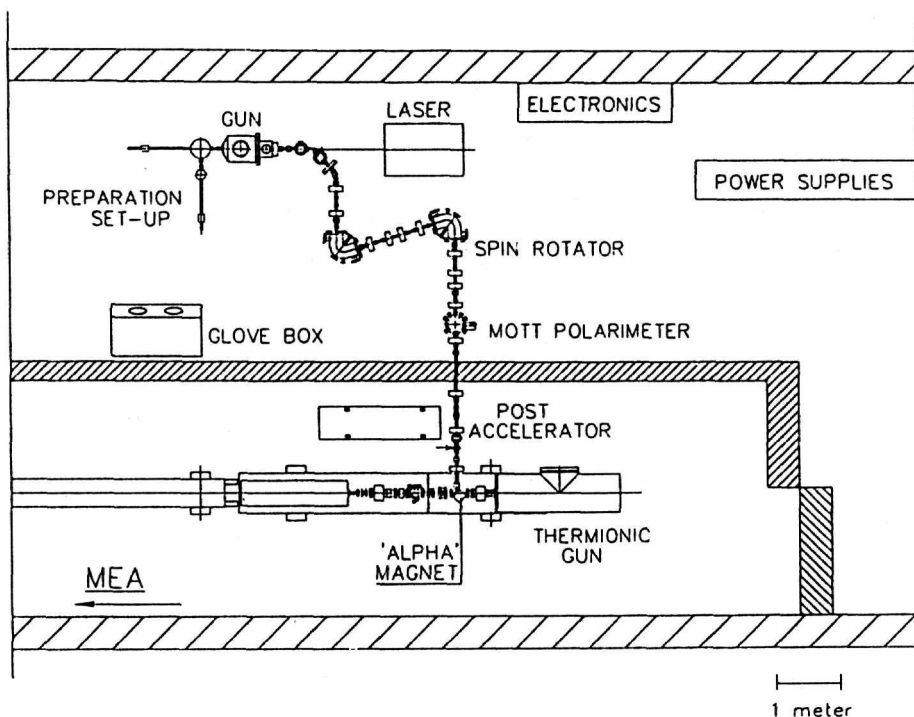 ELECTRONICS
LASER
GUN
POWER SUPPLIES
PREPARATION
SET-UP
SPIN ROTATOR
GLOVE BOX
MOTT POLARIMETER
POST
ACCELERATOR
THERMIONIC
GUN
'ALPHA'
MAGNET
MEA
1 meter